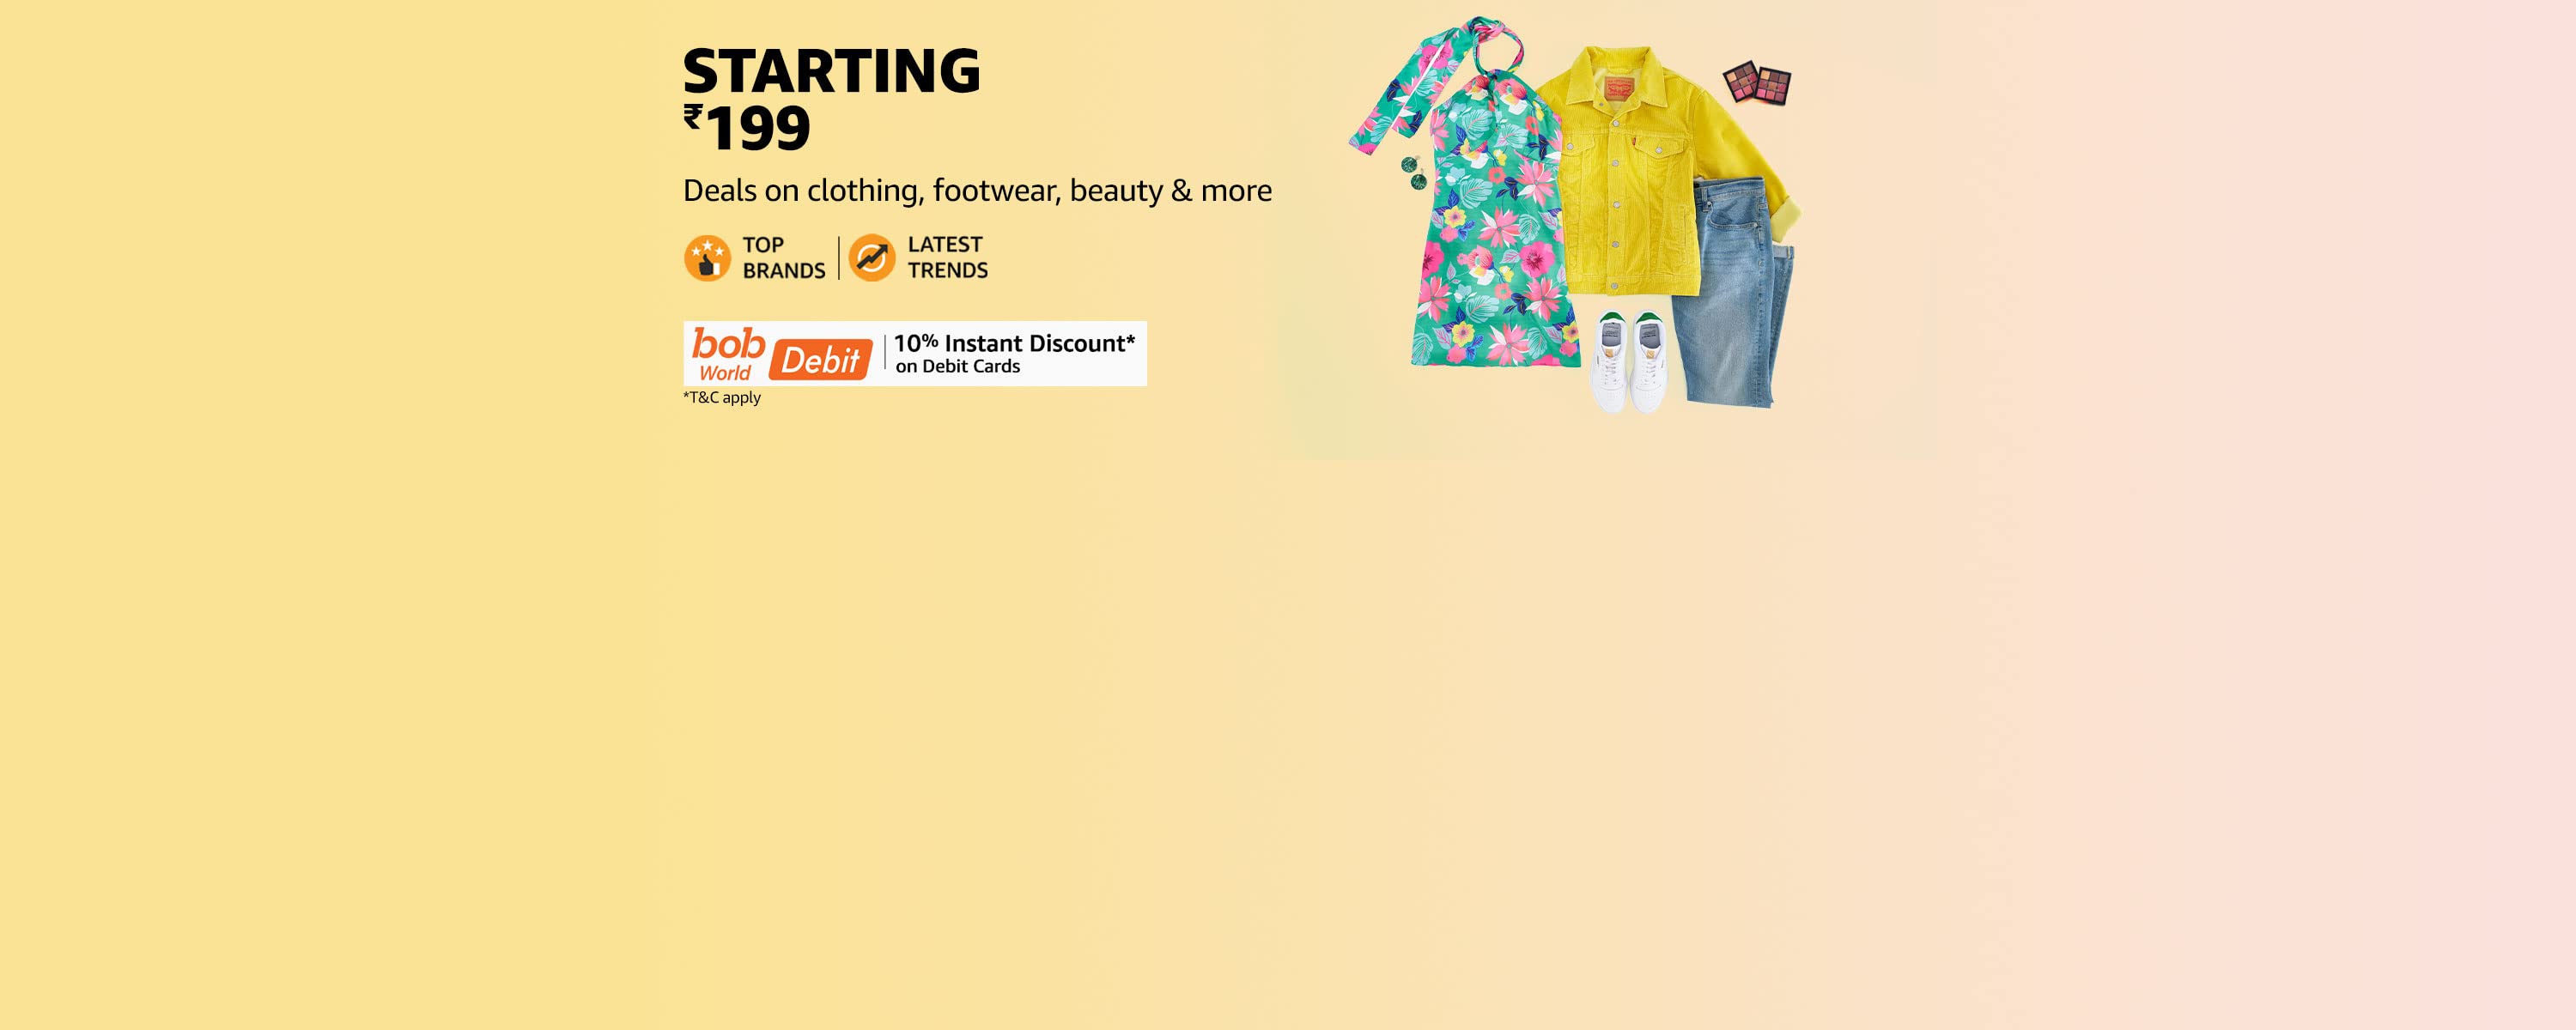 STARTING
₹199
Deals on clothing, footwear, beauty & more
TOP
BRANDS
LATEST
TRENDS
bob
World
Debit
10% Instant Discount*
on Debit Cards
*T&C apply